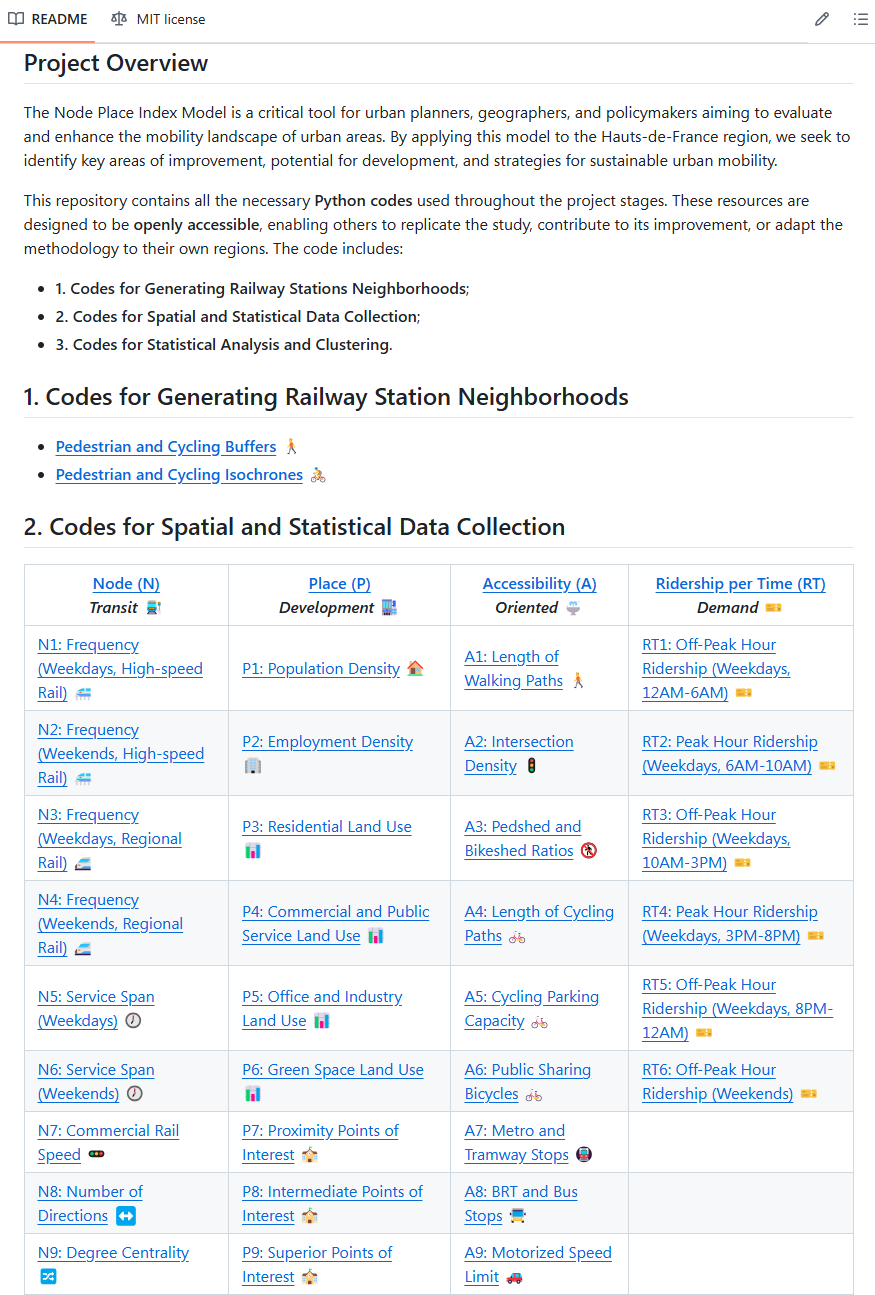 README
MIT license
Project Overview
The Node Place Index Model is a critical tool for urban planners, geographers, and policymakers aiming to evaluate
and enhance the mobility landscape of urban areas. By applying this model to the Hauts-de-France region, we seek to
identify key areas of improvement, potential for development, and strategies for sustainable urban mobility.
This repository contains all the necessary Python codes used throughout the project stages. These resources are
designed to be openly accessible, enabling others to replicate the study, contribute to its improvement, or adapt the
methodology to their own regions. The code includes:
• 1. Codes for Generating Railway Stations Neighborhoods;
• 2. Codes for Spatial and Statistical Data Collection;
• 3. Codes for Statistical Analysis and Clustering.
1. Codes for Generating Railway Station Neighborhoods
• Pedestrian and Cycling Buffers 🚶
• Pedestrian and Cycling Isochrones 🚴
2. Codes for Spatial and Statistical Data Collection
Node (N)
Transit
Place (P)
Development
Accessibility (A)
Oriented
Ridership per Time (RT)
Demand
N1: Frequency
(Weekdays, High-speed
Rail)
P1: Population Density
A1: Length of
Walking Paths
RT1: Off-Peak Hour
Ridership (Weekdays,
12AM-6AM)
N2: Frequency
(Weekends, High-speed
Rail)
P2: Employment Density
A2: Intersection
Density
RT2: Peak Hour Ridership
(Weekdays, 6AM-10AM)
N3: Frequency
(Weekdays, Regional
Rail)
P3: Residential Land Use
A3: Pedshed and
Bikeshed Ratios
RT3: Off-Peak Hour
Ridership (Weekdays,
10AM-3PM)
N4: Frequency
(Weekends, Regional
Rail)
P4: Commercial and Public
Service Land Use
A4: Length of Cycling
Paths
RT4: Peak Hour Ridership
(Weekdays, 3PM-8PM)
N5: Service Span
(Weekdays)
P5: Office and Industry
Land Use
A5: Cycling Parking
Capacity
RT5: Off-Peak Hour
Ridership (Weekdays, 8PM-
12AM)
N6: Service Span
(Weekends)
P6: Green Space Land Use
A6: Public Sharing
Bicycles
RT6: Off-Peak Hour
Ridership (Weekends)
N7: Commercial Rail
Speed
P7: Proximity Points of
Interest
A7: Metro and
Tramway Stops
N8: Number of
Directions
P8: Intermediate Points of
Interest
A8: BRT and Bus
Stops
N9: Degree Centrality
P9: Superior Points of
Interest
A9: Motorized Speed
Limit